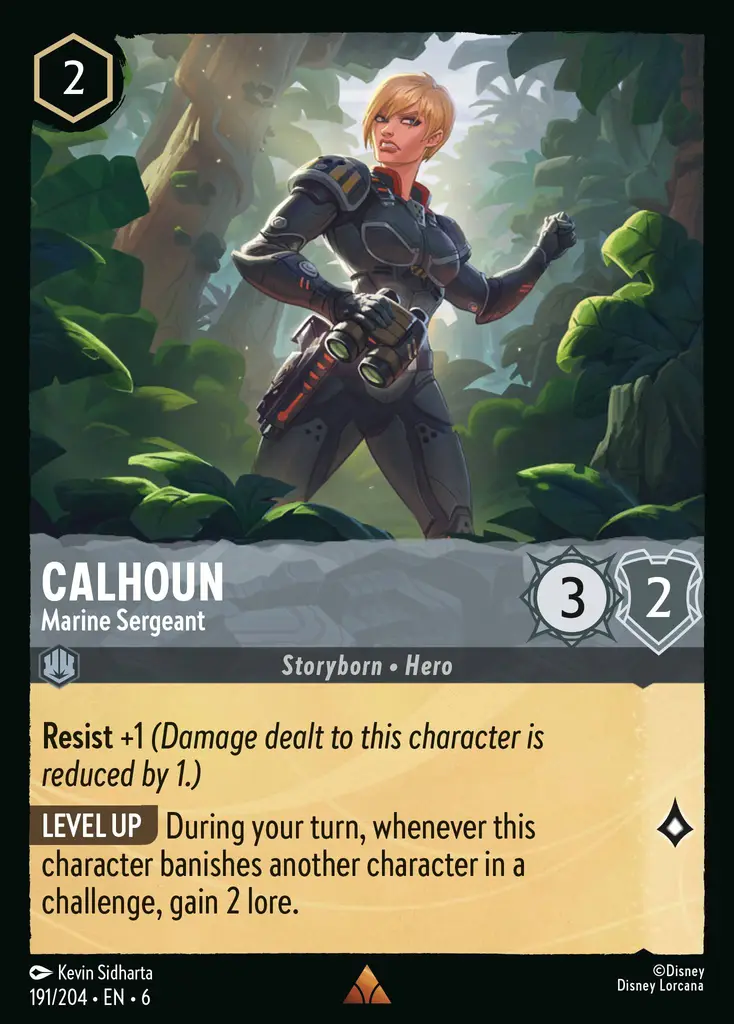 2
CALHOUN
Marine Sergeant
3
2
Storyborn • Hero
Resist +1 (Damage dealt to this character is
reduced by 1.)
LEVEL UP During your turn, whenever this
character banishes another character in a
challenge, gain 2 lore.
Kevin Sidharta
191/204 • EN • 6
©Disney
Disney Lorcana